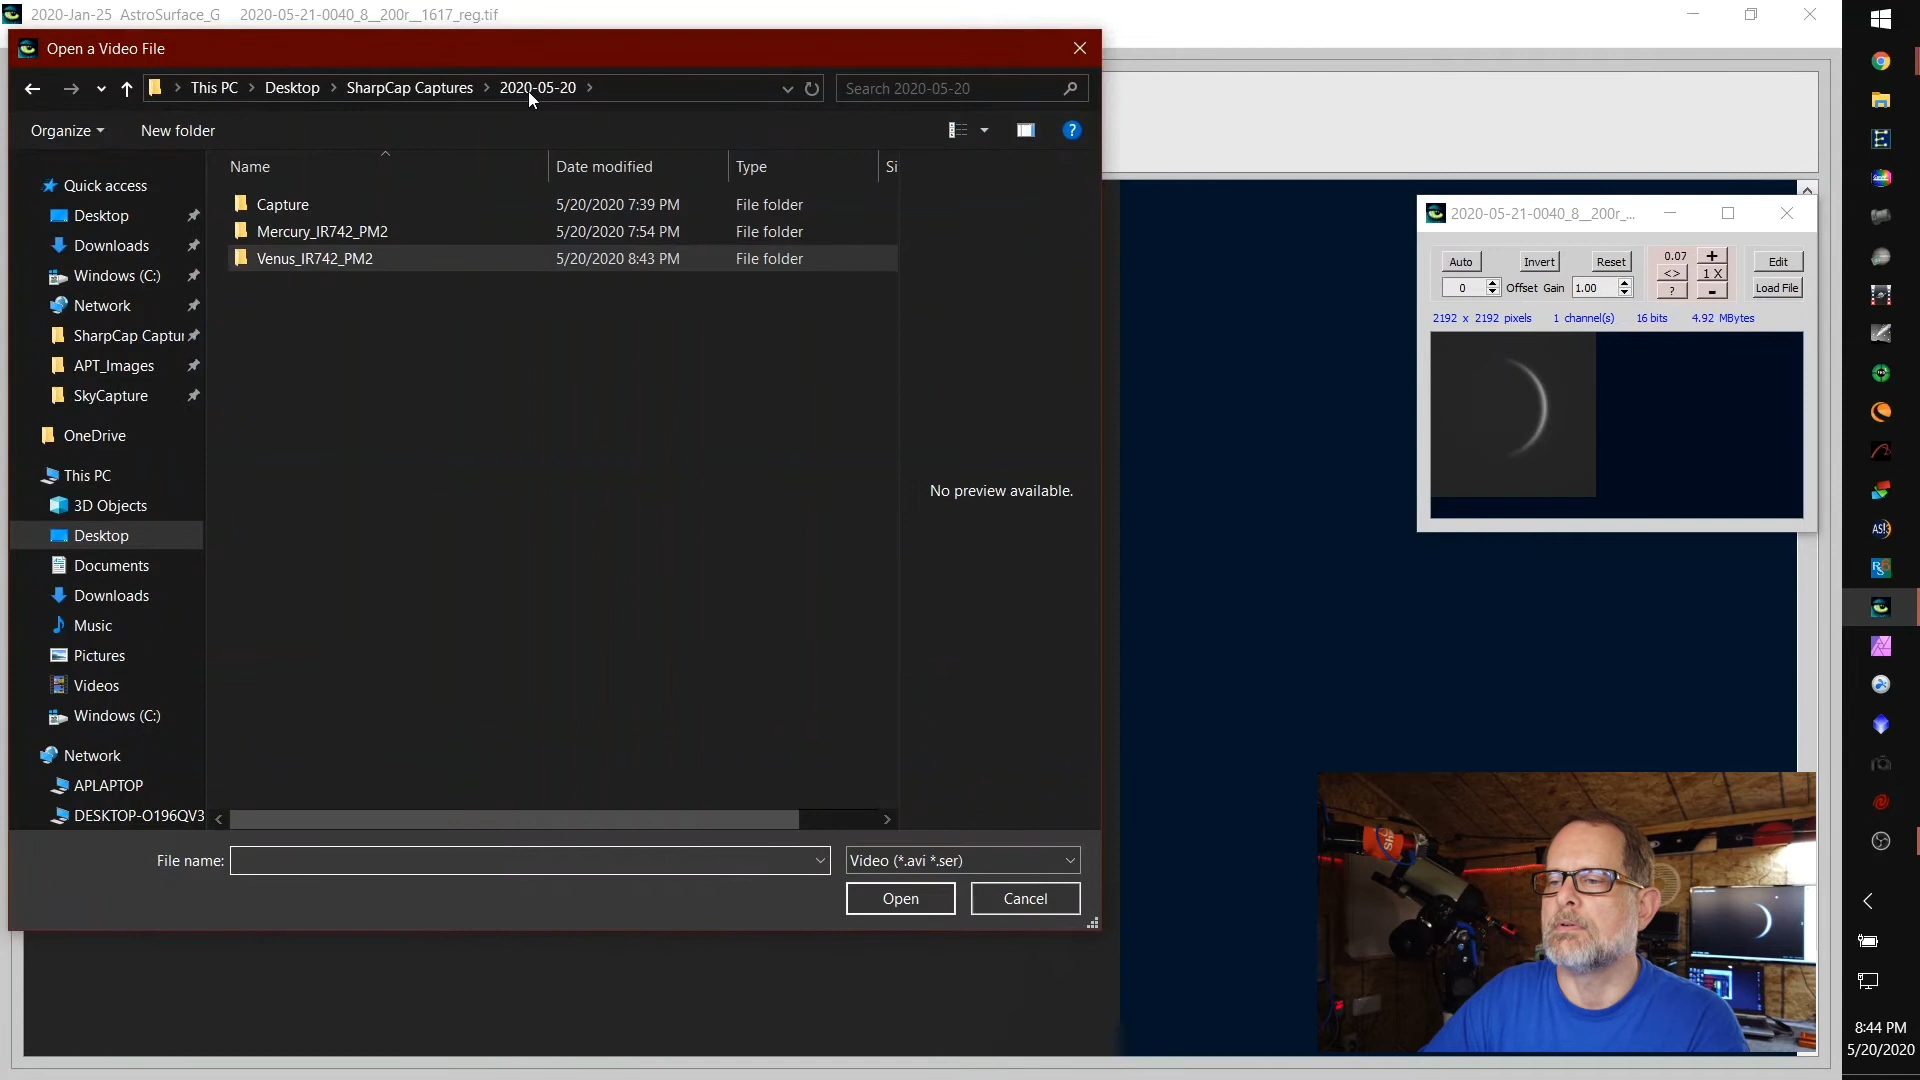 2020-Jan-25 AstroSurface_G 2020-05-21-0040_8__200r__1617_reg.tif
Open a Video File
This PC > Desktop > SharpCap Captures > 2020-05-20 >
Search 2020-05-20
Organize
New folder
?
Name
Date modified
Type
Si
Capture 5/20/2020 7:39 PM File folder
Mercury_IR742_PM2 5/20/2020 7:54 PM File folder
Venus_IR742_PM2 5/20/2020 8:43 PM File folder
Quick access
Desktop
Downloads
Windows (C:)
Network
SharpCap Captur
APT_Images
SkyCapture
OneDrive
This PC
3D Objects
Desktop
Documents
Downloads
Music
Pictures
Videos
Windows (C:)
Network
APLAPTOP
DESKTOP-O196QV3
No preview available.
File name:
Video (*.avi *.ser)
Open
Cancel
2020-05-21-0040_8__200r_...
Auto
Invert
Reset
0.07
+
Edit
0
Offset Gain
1.00
<>
1 X
?
-
Load File
2192 x 2192 pixels 1 channel(s) 16 bits 4.92 MBytes
8:44 PM
5/20/2020